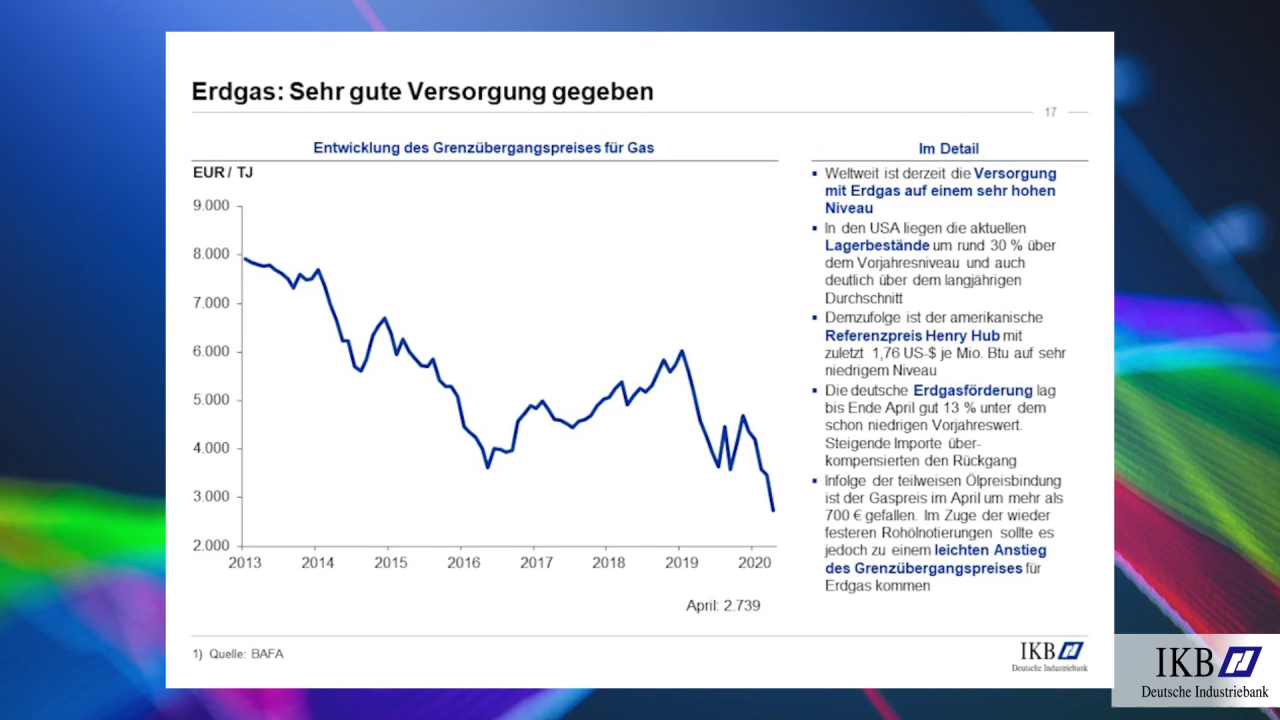 Erdgas: Sehr gute Versorgung gegeben
17
Entwicklung des Grenzübergangspreises für Gas
EUR / TJ
9.000
8.000
7.000
6.000
5.000
4.000
3.000
2.000
2013 2014 2015 2016 2017 2018 2019 2020
April: 2.739
Im Detail
▪ Weltweit ist derzeit die Versorgung
mit Erdgas auf einem sehr hohen
Niveau
▪ In den USA liegen die aktuellen
Lagerbestände um rund 30 % über
dem Vorjahresniveau und auch
deutlich über dem langjährigen
Durchschnitt
▪ Demzufolge ist der amerikanische
Referenzpreis Henry Hub mit
zuletzt 1,76 US-$ je Mio. Btu auf sehr
niedrigem Niveau
▪ Die deutsche Erdgasförderung lag
bis Ende April gut 13 % unter dem
schon niedrigen Vorjahreswert.
Steigende Importe über-
kompensierten den Rückgang
▪ Infolge der teilweisen Ölpreisbindung
ist der Gaspreis im April um mehr als
700 € gefallen. Im Zuge der wieder
festeren Rohölnotierungen sollte es
jedoch zu einem leichten Anstieg
des Grenzübergangspreises für
Erdgas kommen
1) Quelle: BAFA
IKB
Deutsche Industriebank
IKB
Deutsche Industriebank